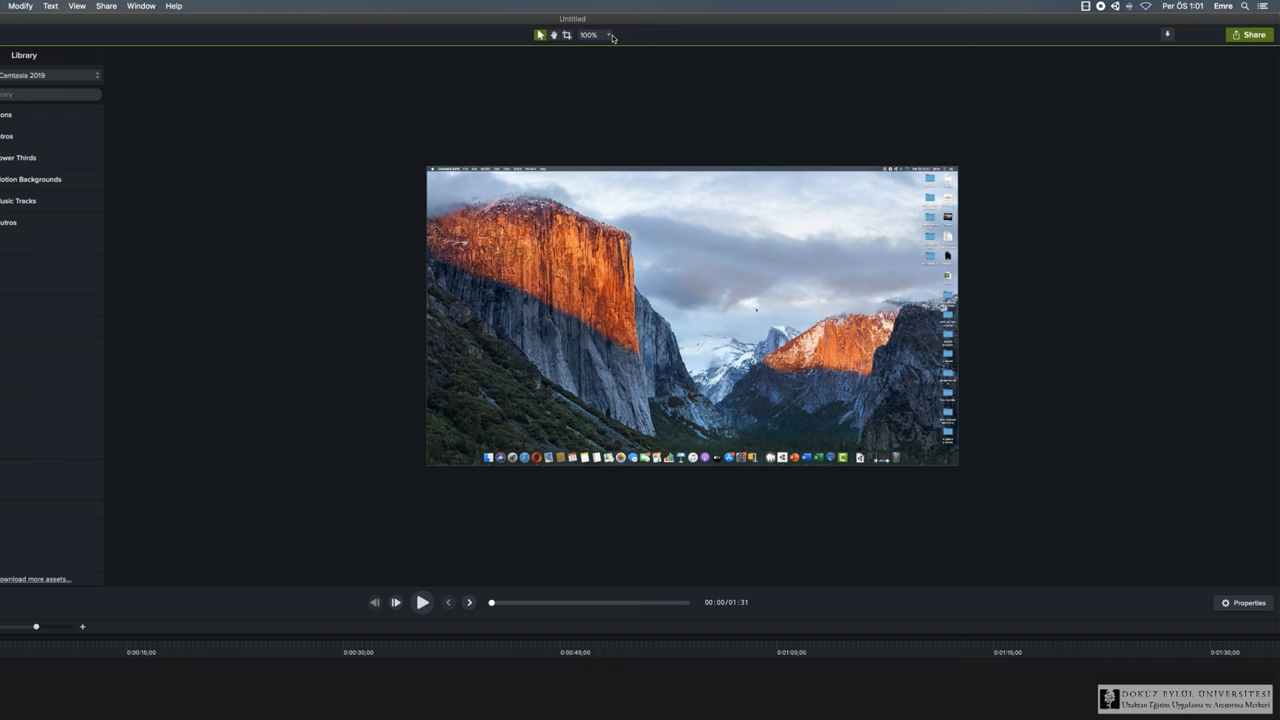 Modify Text View Share Window Help Per ÖS 1:01 Emre
Untitled
100% Share
Library
Camtasia 2019
rary
ons
tros
ower Thirds
otion Backgrounds
usic Tracks
utros
ownload more assets...
00:00/01:31 Properties
0:00:15;00 0:00:30;00 0:00:45;00 0:01:00;00 0:01:15;00 0:01:30;00
DOKUZ EYLÜL ÜNİVERSİTESİ
Uzaktan Eğitim Uygulama ve Araştırma Merkezi